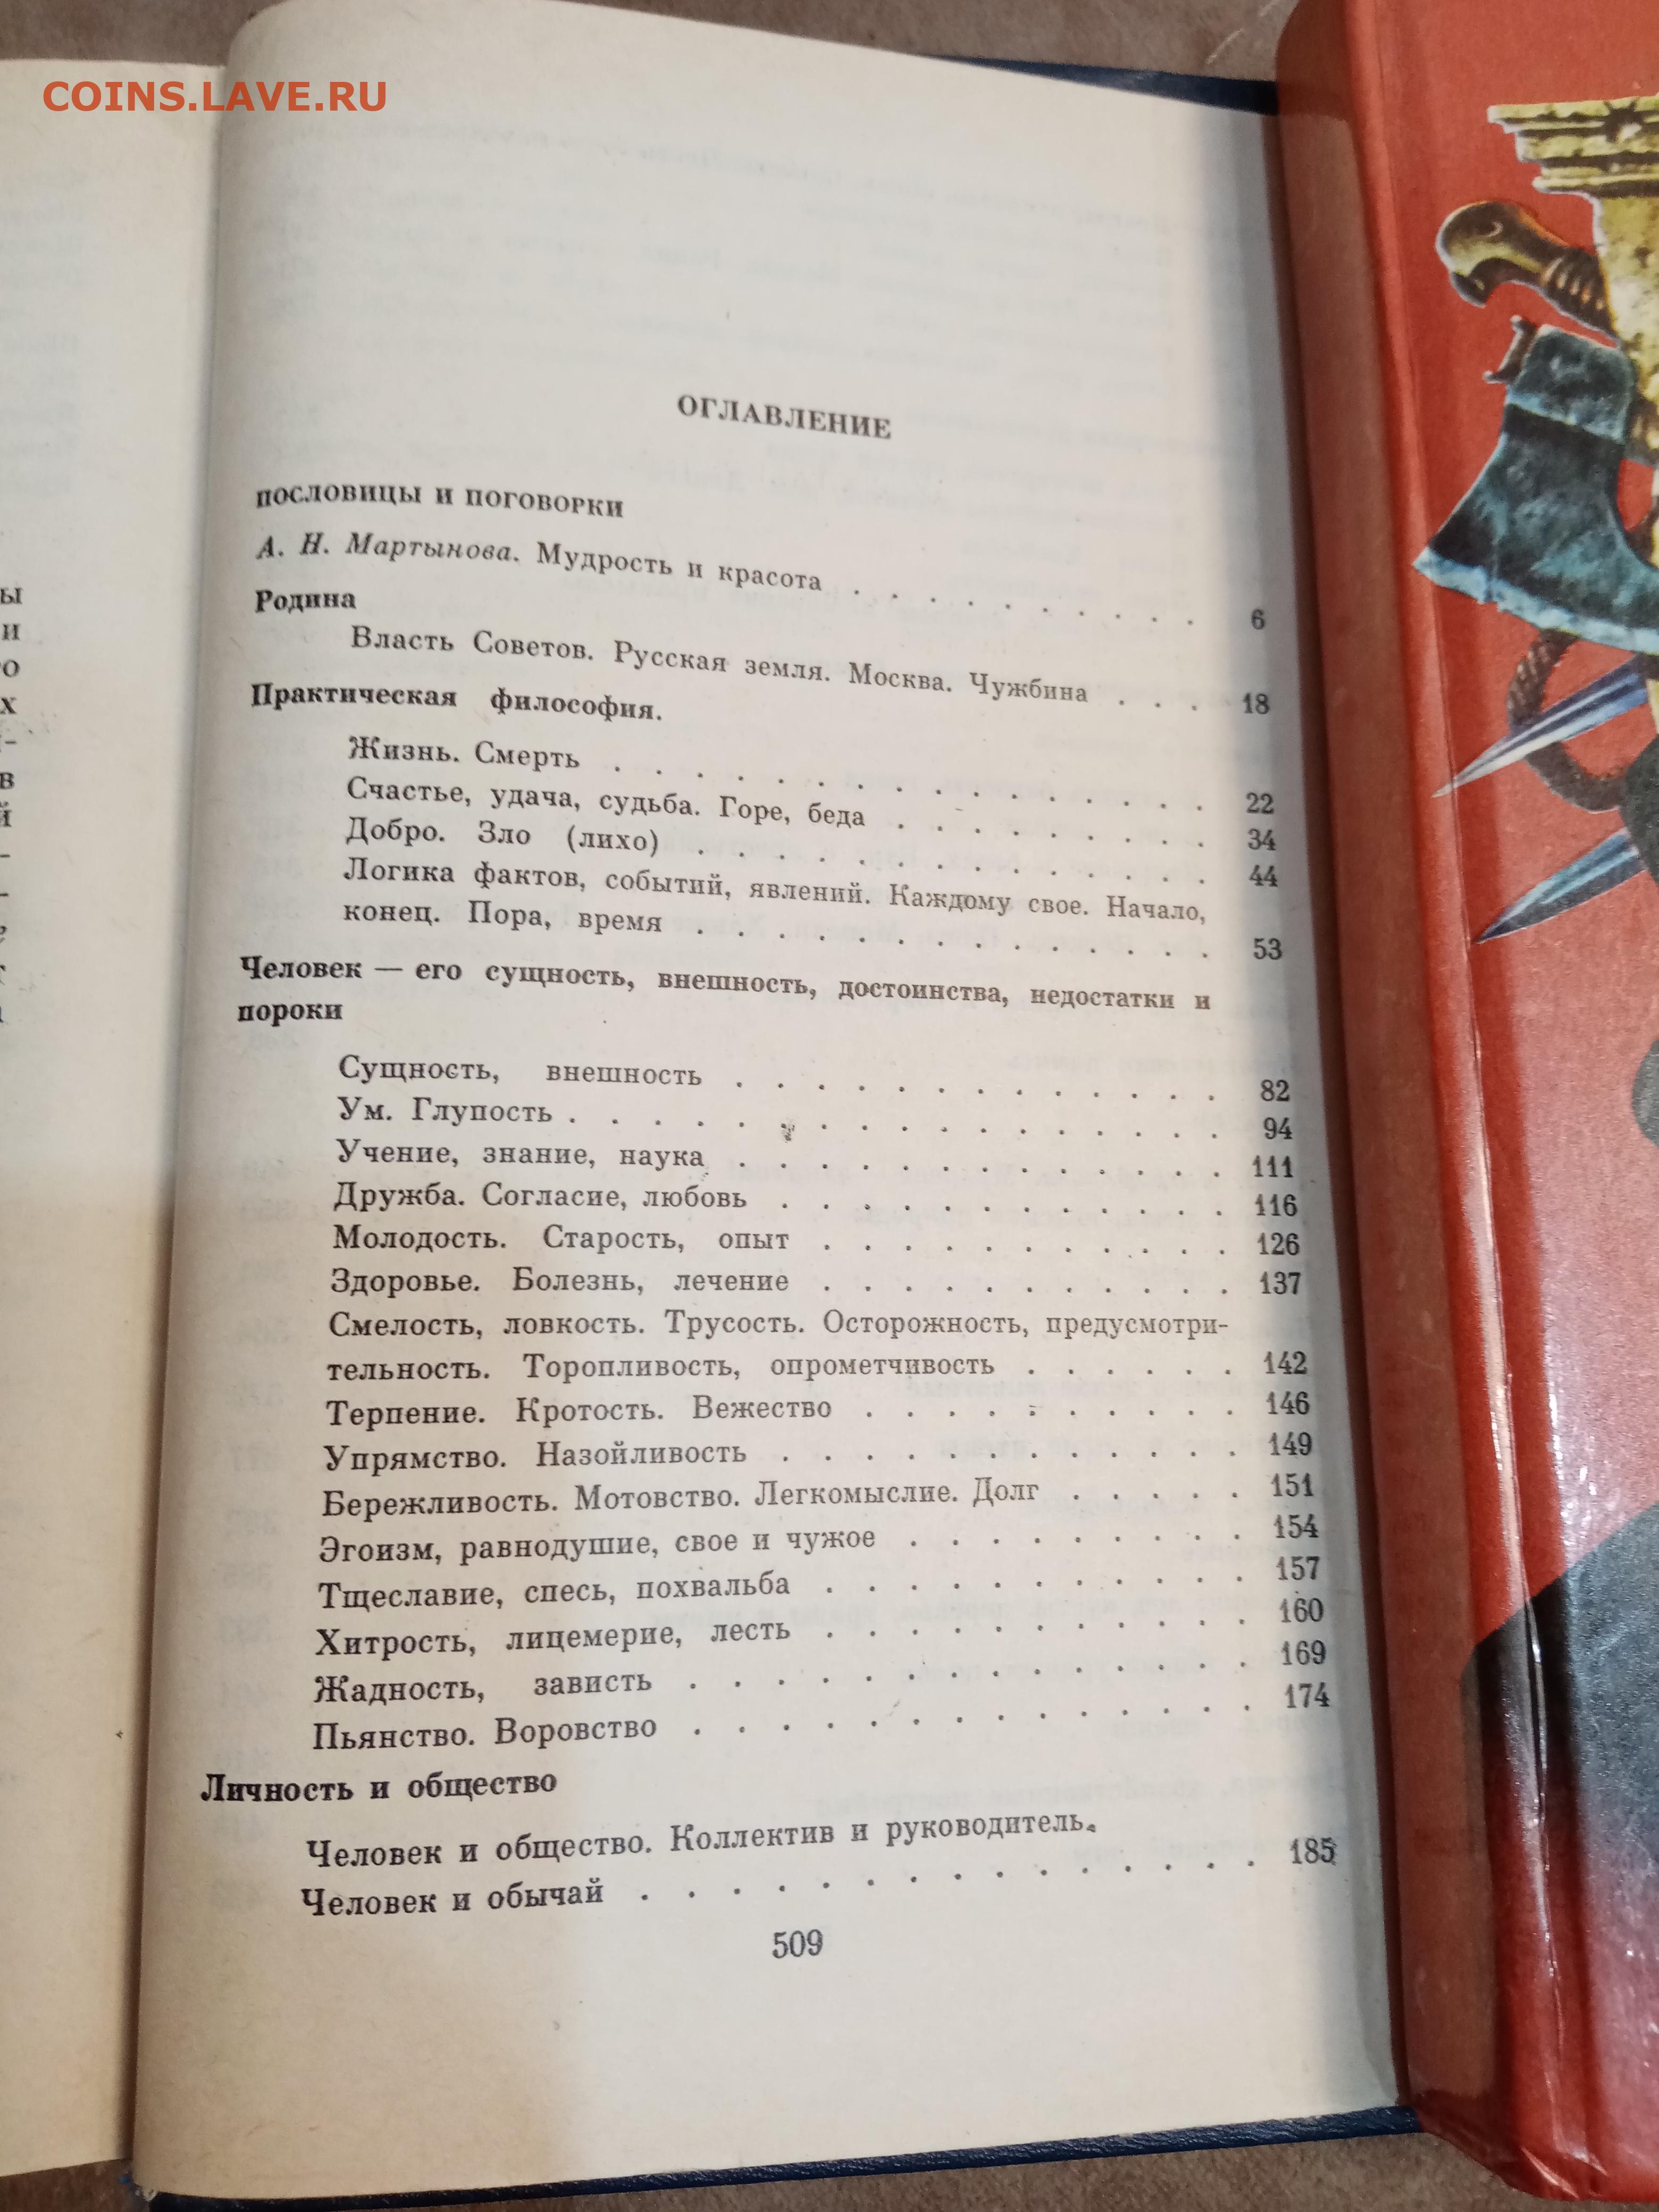 COINS.LAVE.RU
ОГЛАВЛЕНИЕ
ПОСЛОВИЦЫ И ПОГОВОРКИ
А. Н. Мартынова. Мудрость и красота . . . . . . . . . . 6
Родина
Власть Советов. Русская земля. Москва. Чужбина . . . 18
Практическая философия.
Жизнь. Смерть . . . . . . . . . . . . . . . 22
Счастье, удача, судьба. Горе, беда . . . . . . . . 34
Добро. Зло (лихо) . . . . . . . . . . . . . 44
Логика фактов, событий, явлений. Каждому свое. Начало,
конец. Пора, время . . . . . . . . . . . . . 53
Человек — его сущность, внешность, достоинства, недостатки и
пороки
Сущность, внешность . . . . . . . . . . . . 82
Ум. Глупость . . . . . . . . . . . . . . . . 94
Учение, знание, наука . . . . . . . . . . . . 111
Дружба. Согласие, любовь . . . . . . . . . . . 116
Молодость. Старость, опыт . . . . . . . . . . . 126
Здоровье. Болезнь, лечение . . . . . . . . . . . 137
Смелость, ловкость. Трусость. Осторожность, предусмотри-
тельность. Торопливость, опрометчивость . . . . . . 142
Терпение. Кротость. Вежество . . . . . . . . . . 146
Упрямство. Назойливость . . . . . . . . . . . . 149
Бережливость. Мотовство. Легкомыслие. Долг . . . . . 151
Эгоизм, равнодушие, свое и чужое . . . . . . . . . 154
Тщеславие, спесь, похвальба . . . . . . . . . . . 157
Хитрость, лицемерие, лесть . . . . . . . . . . . 160
Жадность, зависть . . . . . . . . . . . . . 169
Пьянство. Воровство . . . . . . . . . . . . . 174
Личность и общество
Человек и общество. Коллектив и руководитель.
Человек и обычай . . . . . . . . . . . . . . 185
509